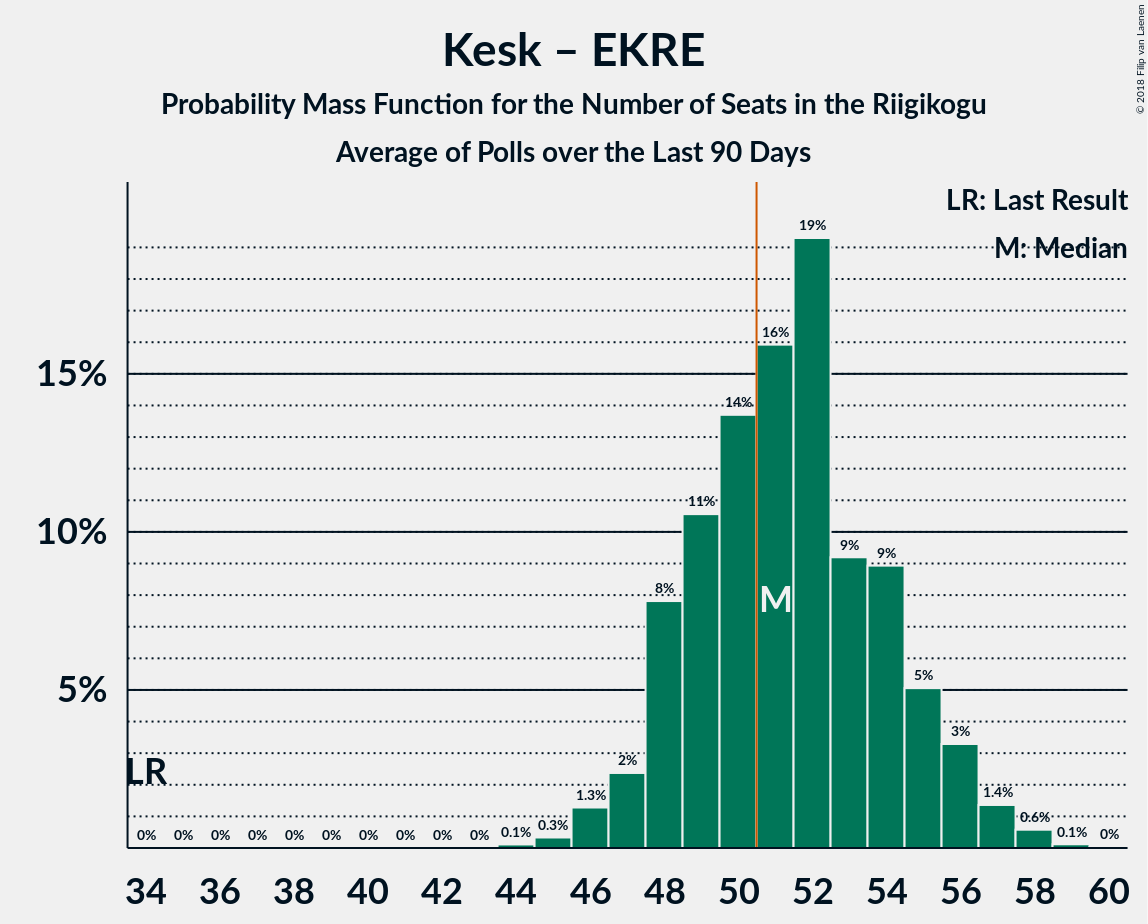 Kesk – EKRE
Probability Mass Function for the Number of Seats in the Riigikogu
Average of Polls over the Last 90 Days
© 2018 Filip van Laenen
LR: Last Result
M: Median
15%
10%
5%
LR
M
0% 0% 0% 0% 0% 0% 0% 0% 0% 0% 0.1% 0.3% 1.3% 2% 8% 11% 14% 16% 19% 9% 9% 5% 3% 1.4% 0.6% 0.1% 0%
34 36 38 40 42 44 46 48 50 52 54 56 58 60